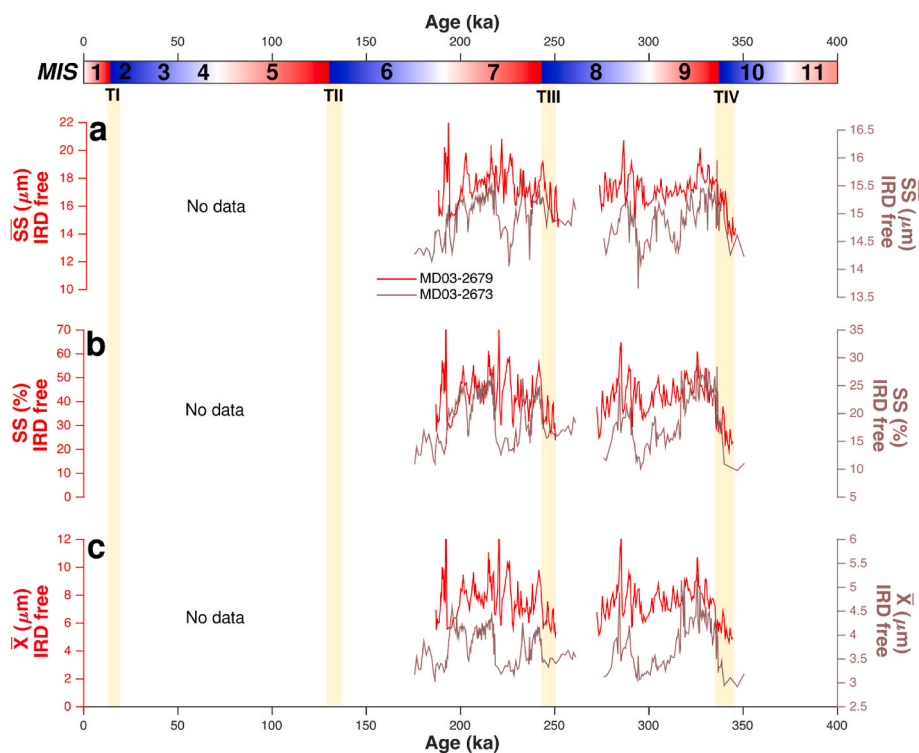 Age (ka)
0 50 100 150 200 250 300 350 400
MIS 1 2 3 4 5 6 7 8 9 10 11
TI TII TIII TIV
a
22
20
18
16
14
12
10
S̅S̅ (μm)
IRD free
No data
16.5
16
15.5
15
14.5
14
13.5
S̅S̅ (μm)
IRD free
MD03-2679
MD03-2673
b
70
60
50
40
30
20
10
0
SS (%)
IRD free
No data
35
30
25
20
15
10
5
SS (%)
IRD free
c
12
10
8
6
4
2
0
X̅ (μm)
IRD free
No data
6
5.5
5
4.5
4
3.5
3
2.5
X̅ (μm)
IRD free
0 50 100 150 200 250 300 350 400
Age (ka)